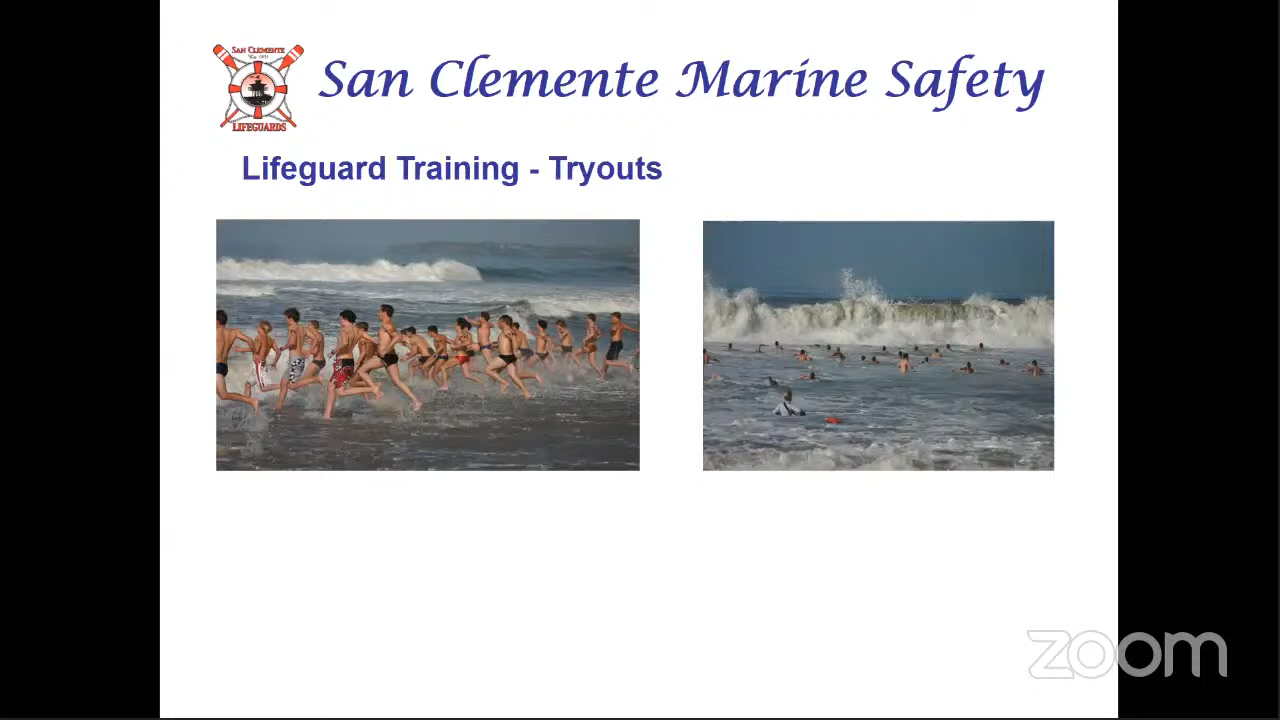 SAN CLEMENTE
LIFEGUARDS
San Clemente Marine Safety
Lifeguard Training - Tryouts
zoom